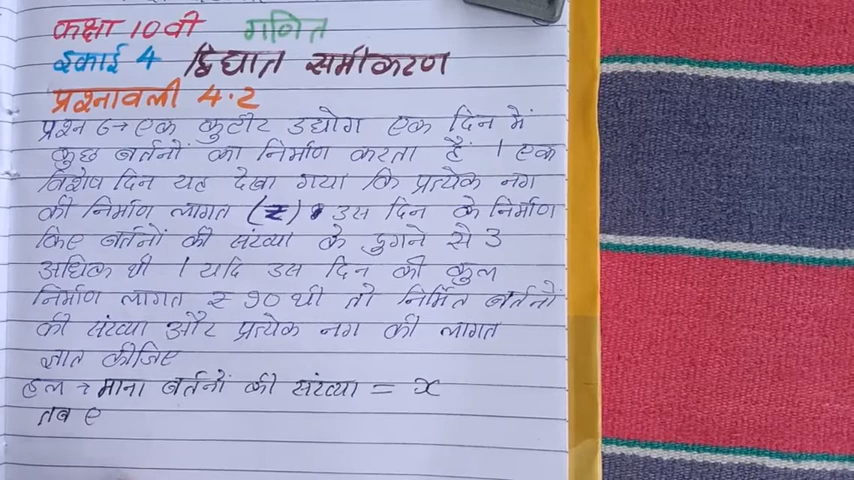 कक्षा 10वी गणित
इकाई 4 द्विघात समीकरण
प्रश्नावली 4.2
प्रश्न 6→ एक कुटीर उद्योग एक दिन में
कुछ बर्तनों का निर्माण करता है । एक
विशेष दिन यह देखा गया कि प्रत्येक नग
की निर्माण लागत (₹) उस दिन के निर्माण
किए बर्तनों की संख्या के दुगने से 3
अधिक थी । यदि उस दिन की कुल
निर्माण लागत ₹ 90 थी तो निर्मित बर्तनों
की संख्या और प्रत्येक नग की लागत
ज्ञात कीजिए
हल → माना बर्तनों की संख्या = x
तब ए